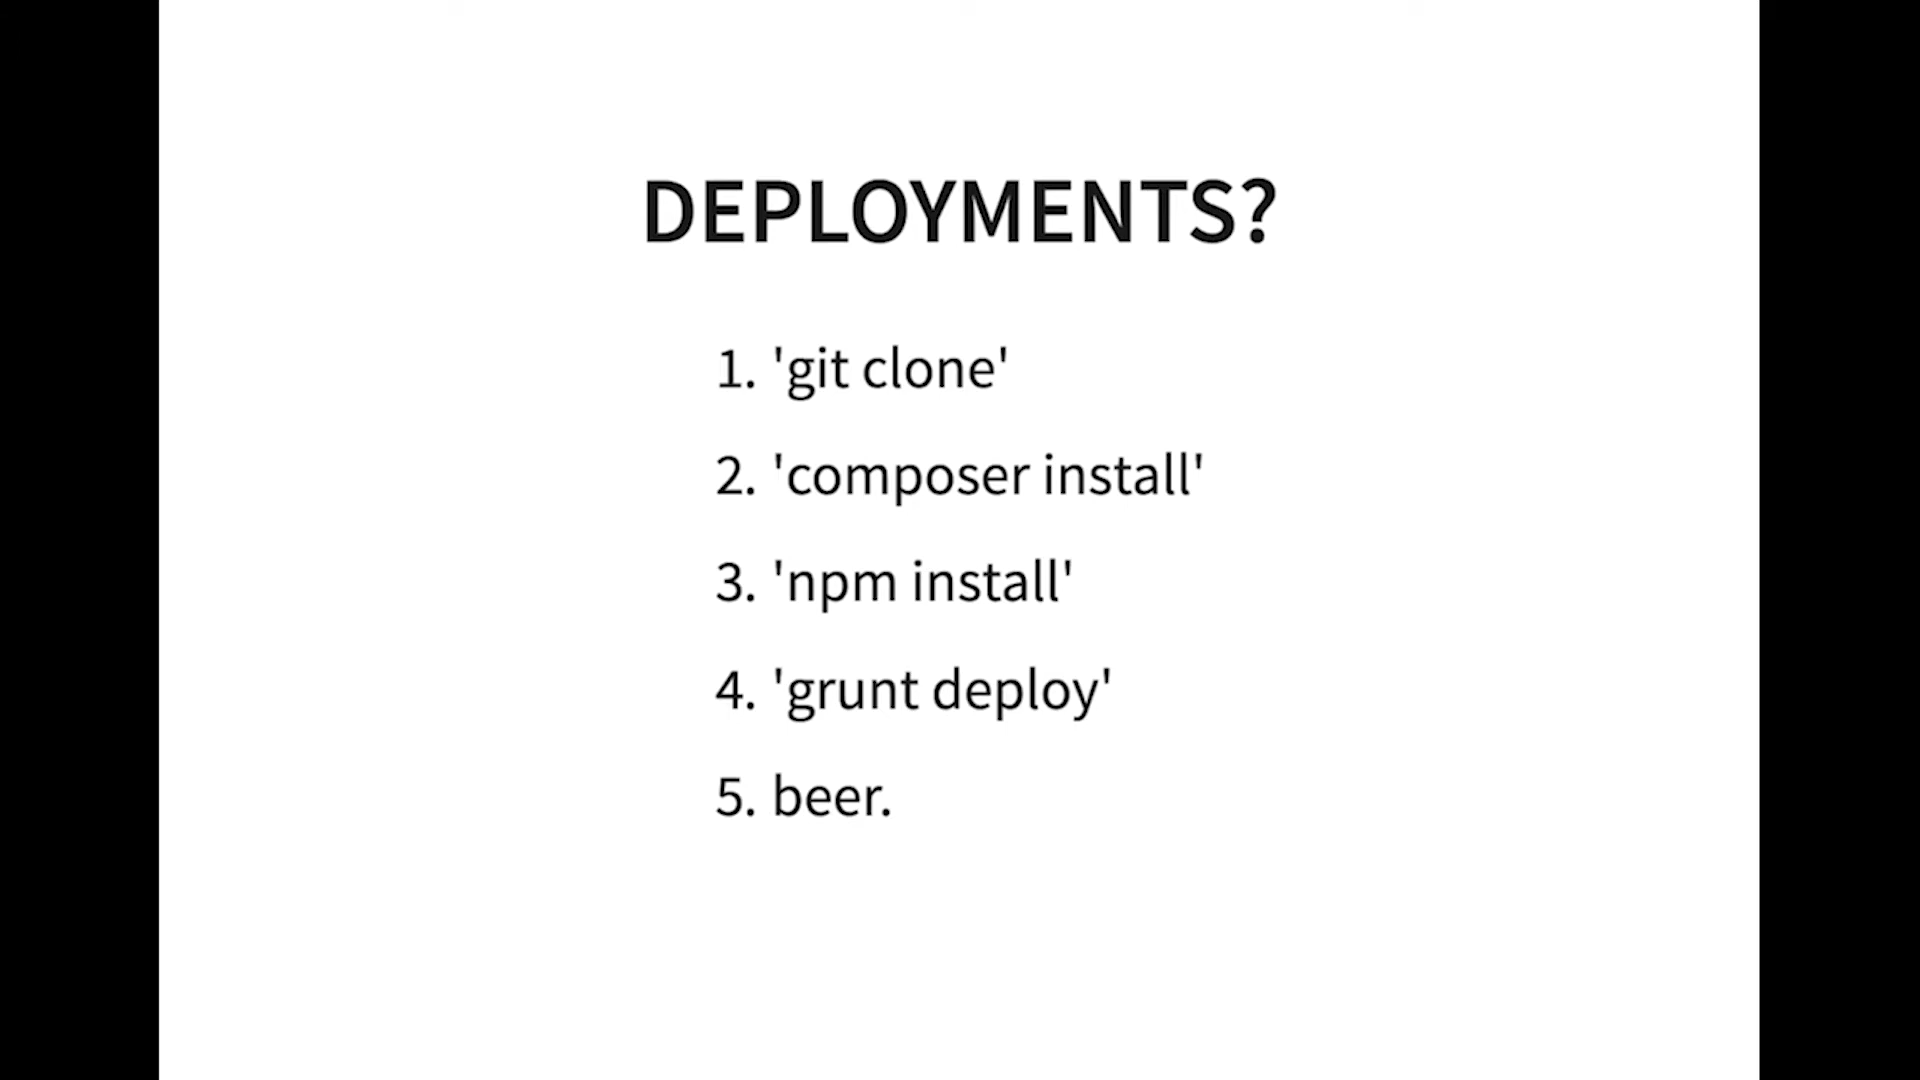 DEPLOYMENTS?
1. 'git clone'
2. 'composer install'
3. 'npm install'
4. 'grunt deploy'
5. beer.